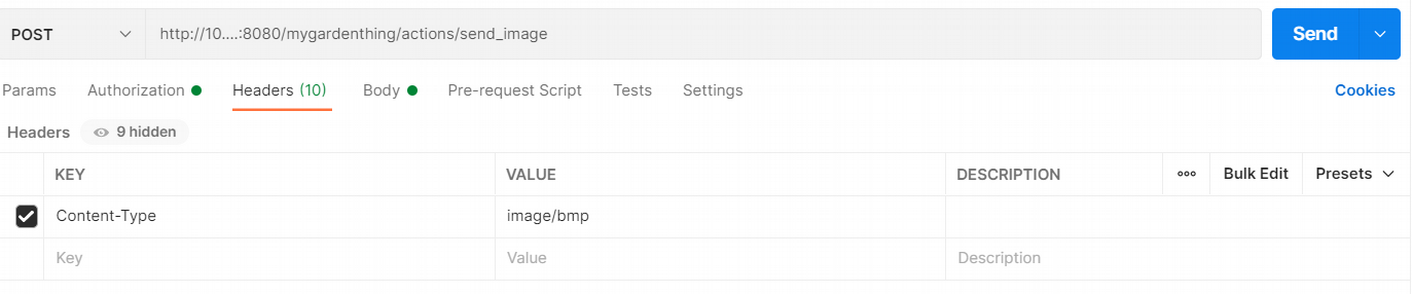 POST http://10....:8080/mygardenthing/actions/send_image Send
Params Authorization Headers (10) Body Pre-request Script Tests Settings Cookies
Headers 9 hidden
KEY VALUE DESCRIPTION ooo Bulk Edit Presets
Content-Type image/bmp
Key Value Description